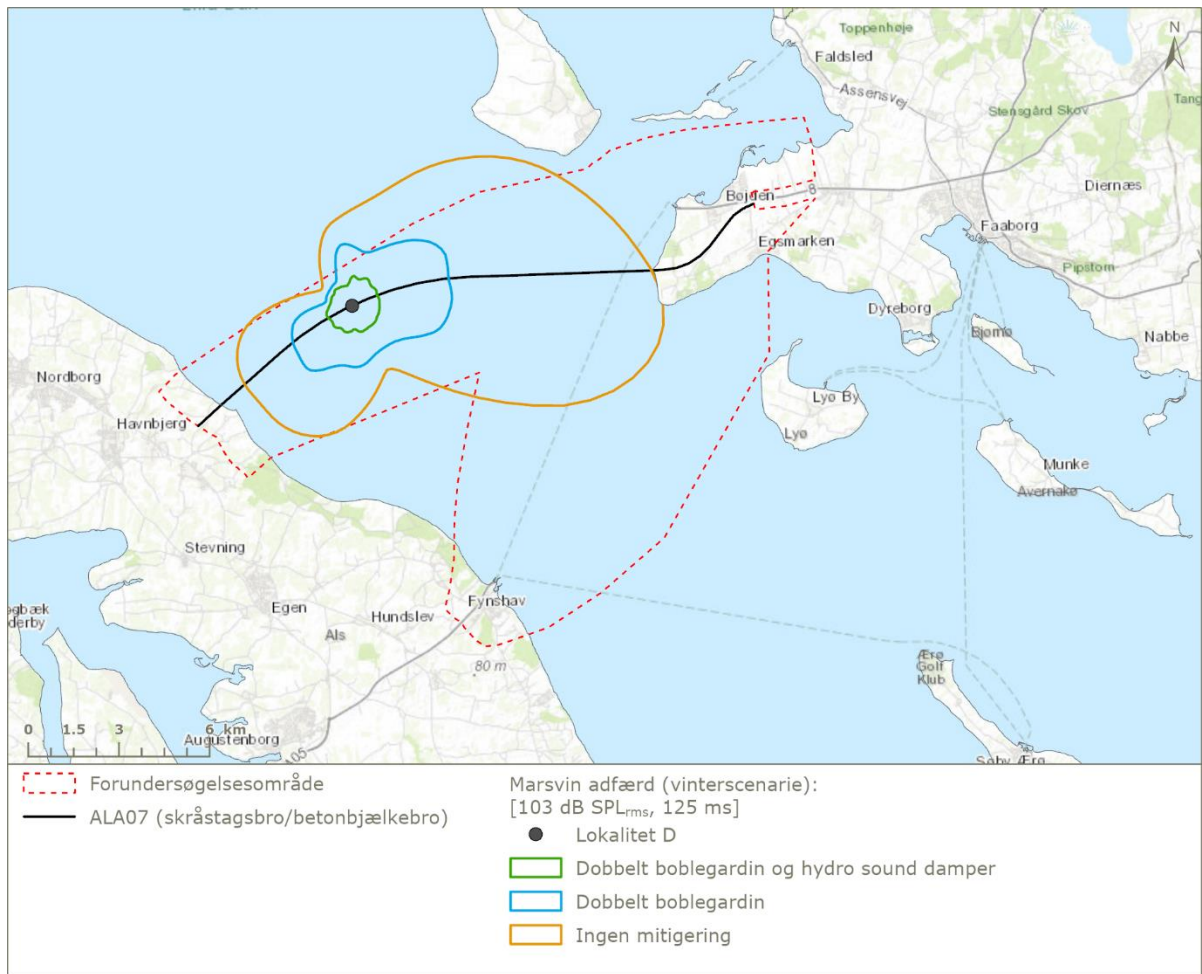 Toppenhøje
Faldsled
N
Assensvej
Stensgård Skov
Tang
Diernæs
Bøjden
8
Faaborg
Egsmarken
Pipstorn
Dyreborg
Bjørnø
Nabbe
Nordborg
Lyø By
Havnbjerg
Lyø
Munke
Avernakø
Stevning
Fynshav
Egen
Hundslev
Als
80 m
Ærø
Golf
Klub
0 1.5 3 6 km
Augustenborg
Søby Ærø
Forundersøgelsesområde
ALA07 (skråstagsbro/betonbjælkebro)
Marsvin adfærd (vinterscenarie):
[103 dB SPLrms, 125 ms]
Lokalitet D
Dobbelt boblegardin og hydro sound damper
Dobbelt boblegardin
Ingen mitigering